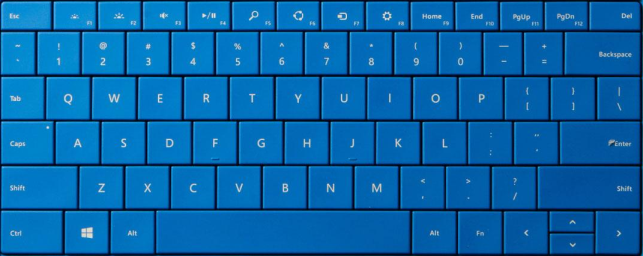 Esc F1 F2 F3 F4 F5 F6 F7 F8 Home F9 End F10 PgUp F11 PgDn F12 Del
~ ! @ # $ % ^ & * ( ) — +
` 1 2 3 4 5 6 7 8 9 0 - = Backspace
Tab Q W E R T Y U I O P { [ } ] | \
Caps A S D F G H J K L : ; " ' Enter
Shift Z X C V B N M < , > . ? / Shift
Ctrl Alt Alt Fn